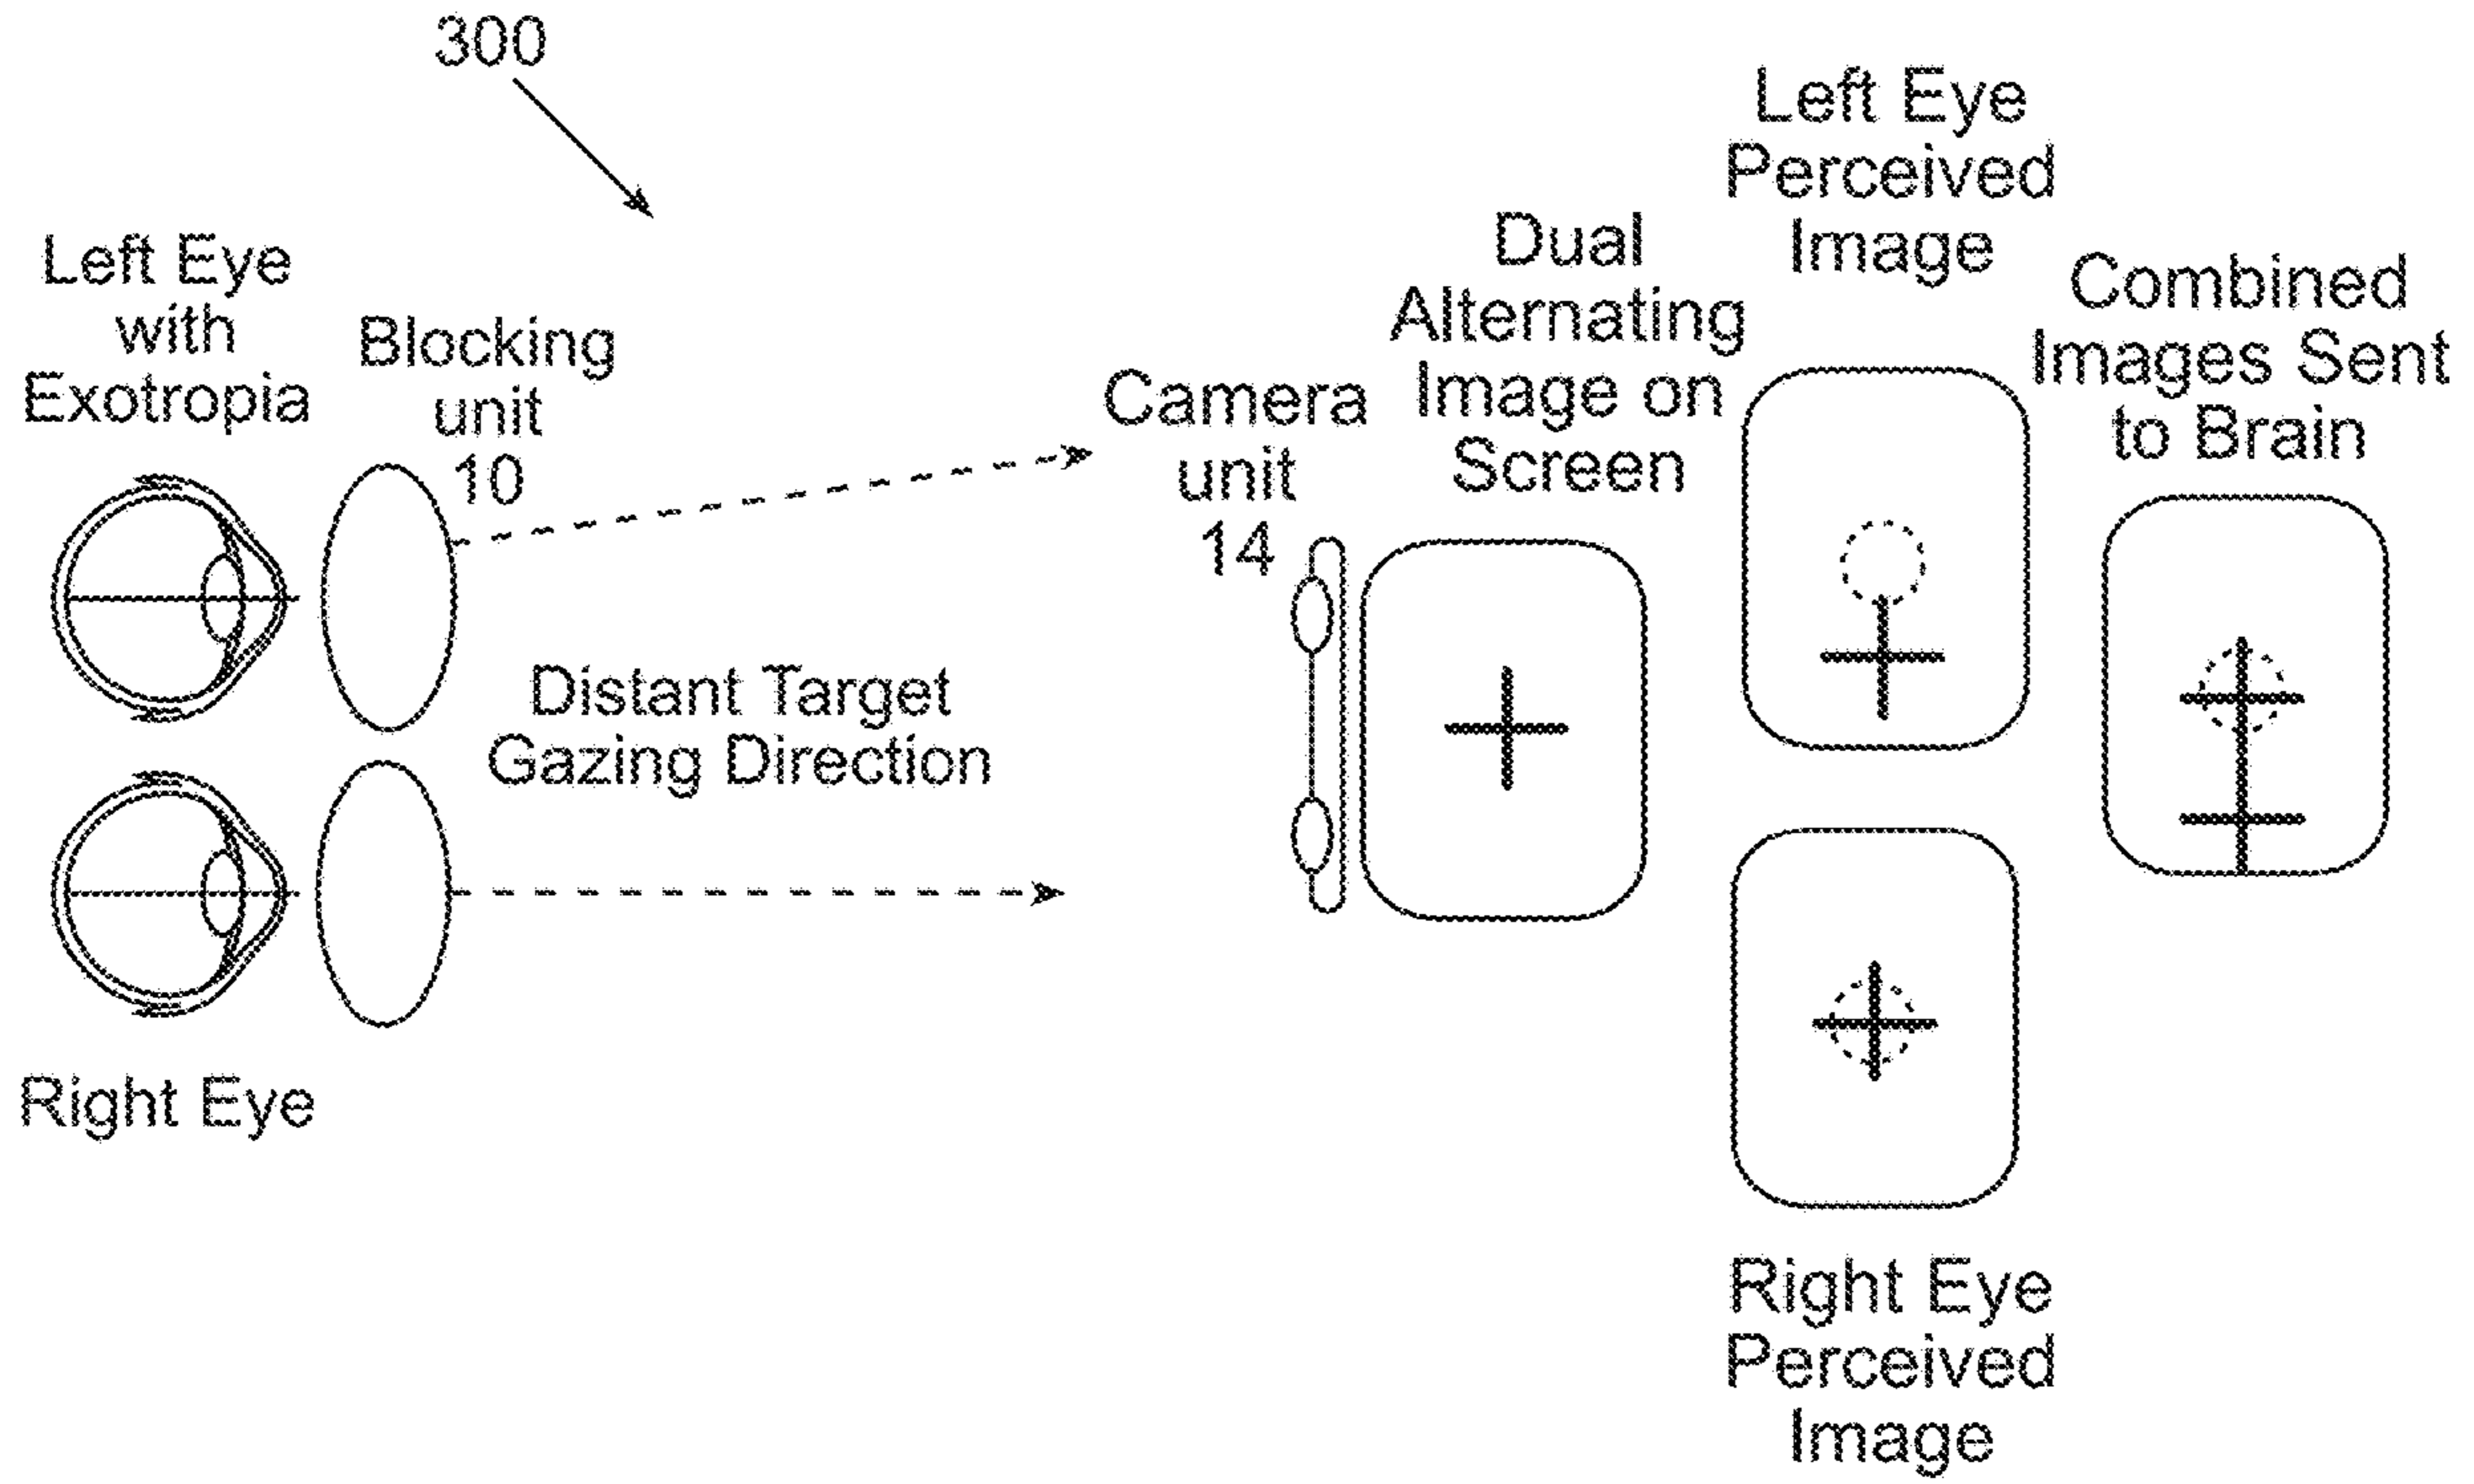 300
Left Eye
with
Exotropia
Blocking
unit
10
Distant Target
Gazing Direction
Right Eye
Camera
unit
14
Dual
Alternating
Image on
Screen
Left Eye
Perceived
Image
Combined
Images Sent
to Brain
Right Eye
Perceived
Image